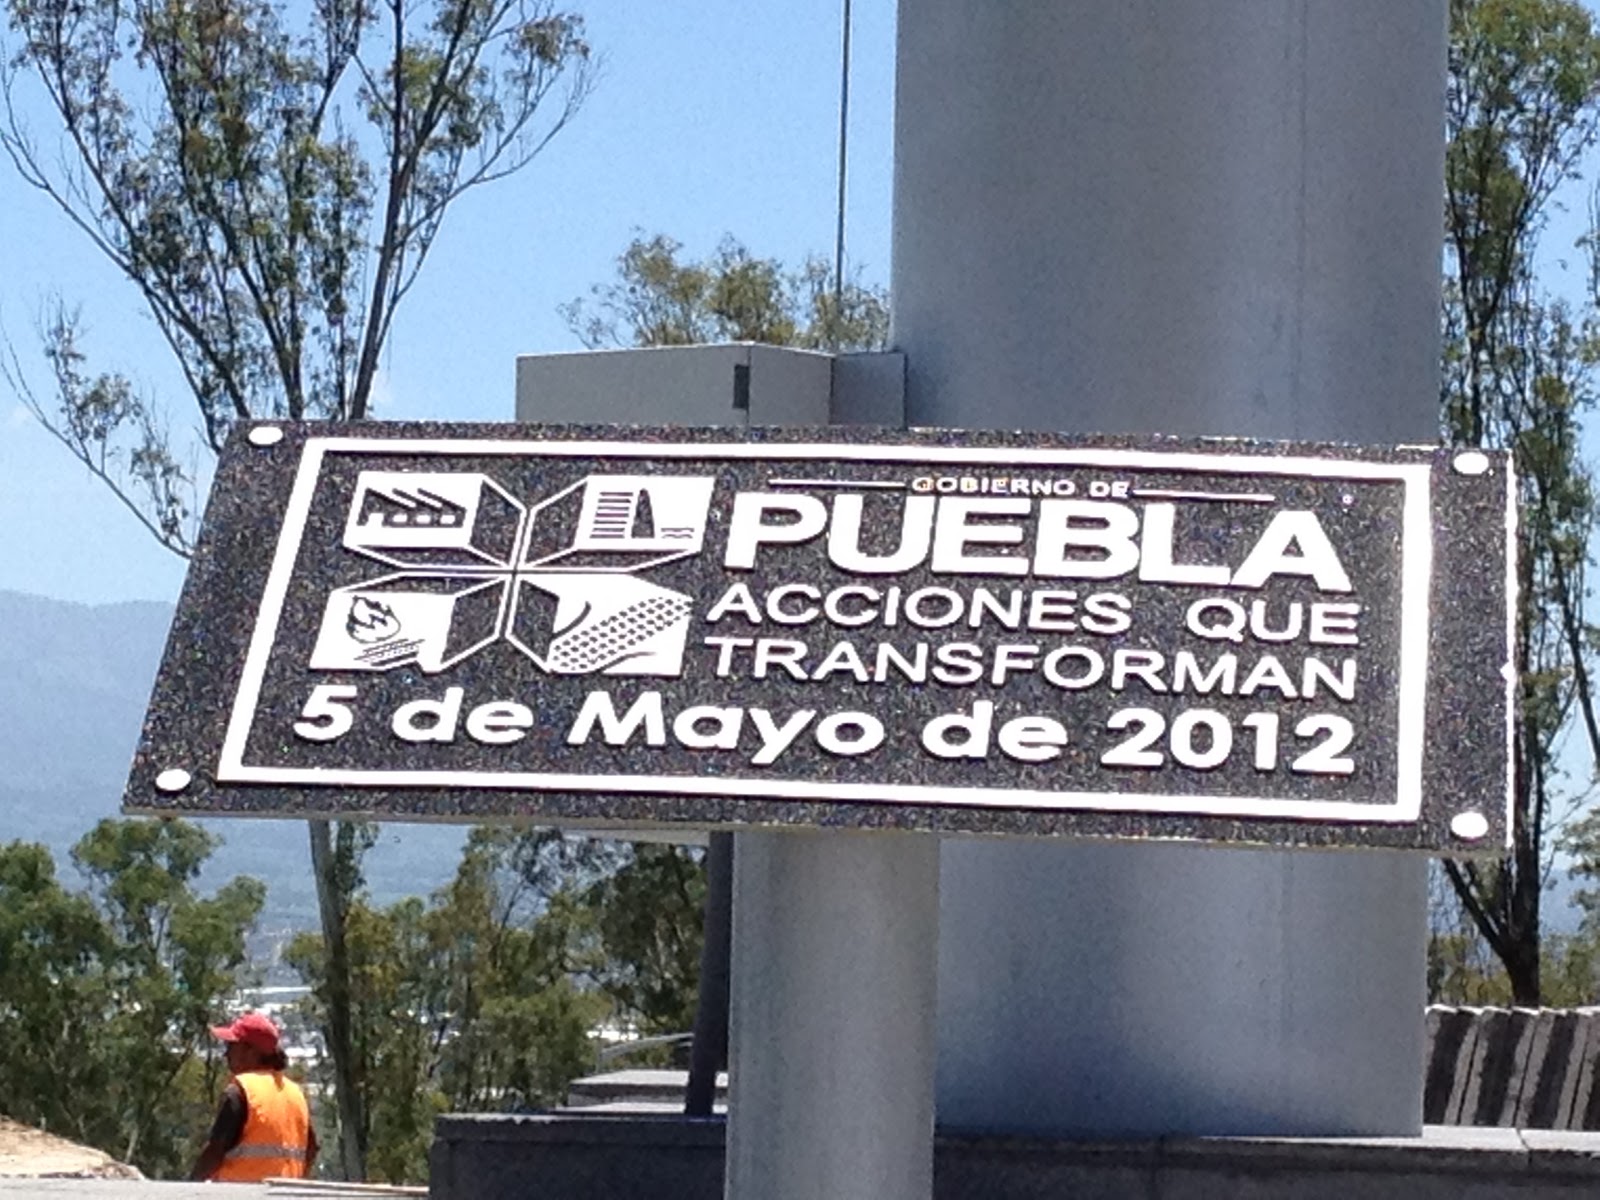 GOBIERNO DE
PUEBLA
ACCIONES QUE
TRANSFORMAN
5 de Mayo de 2012